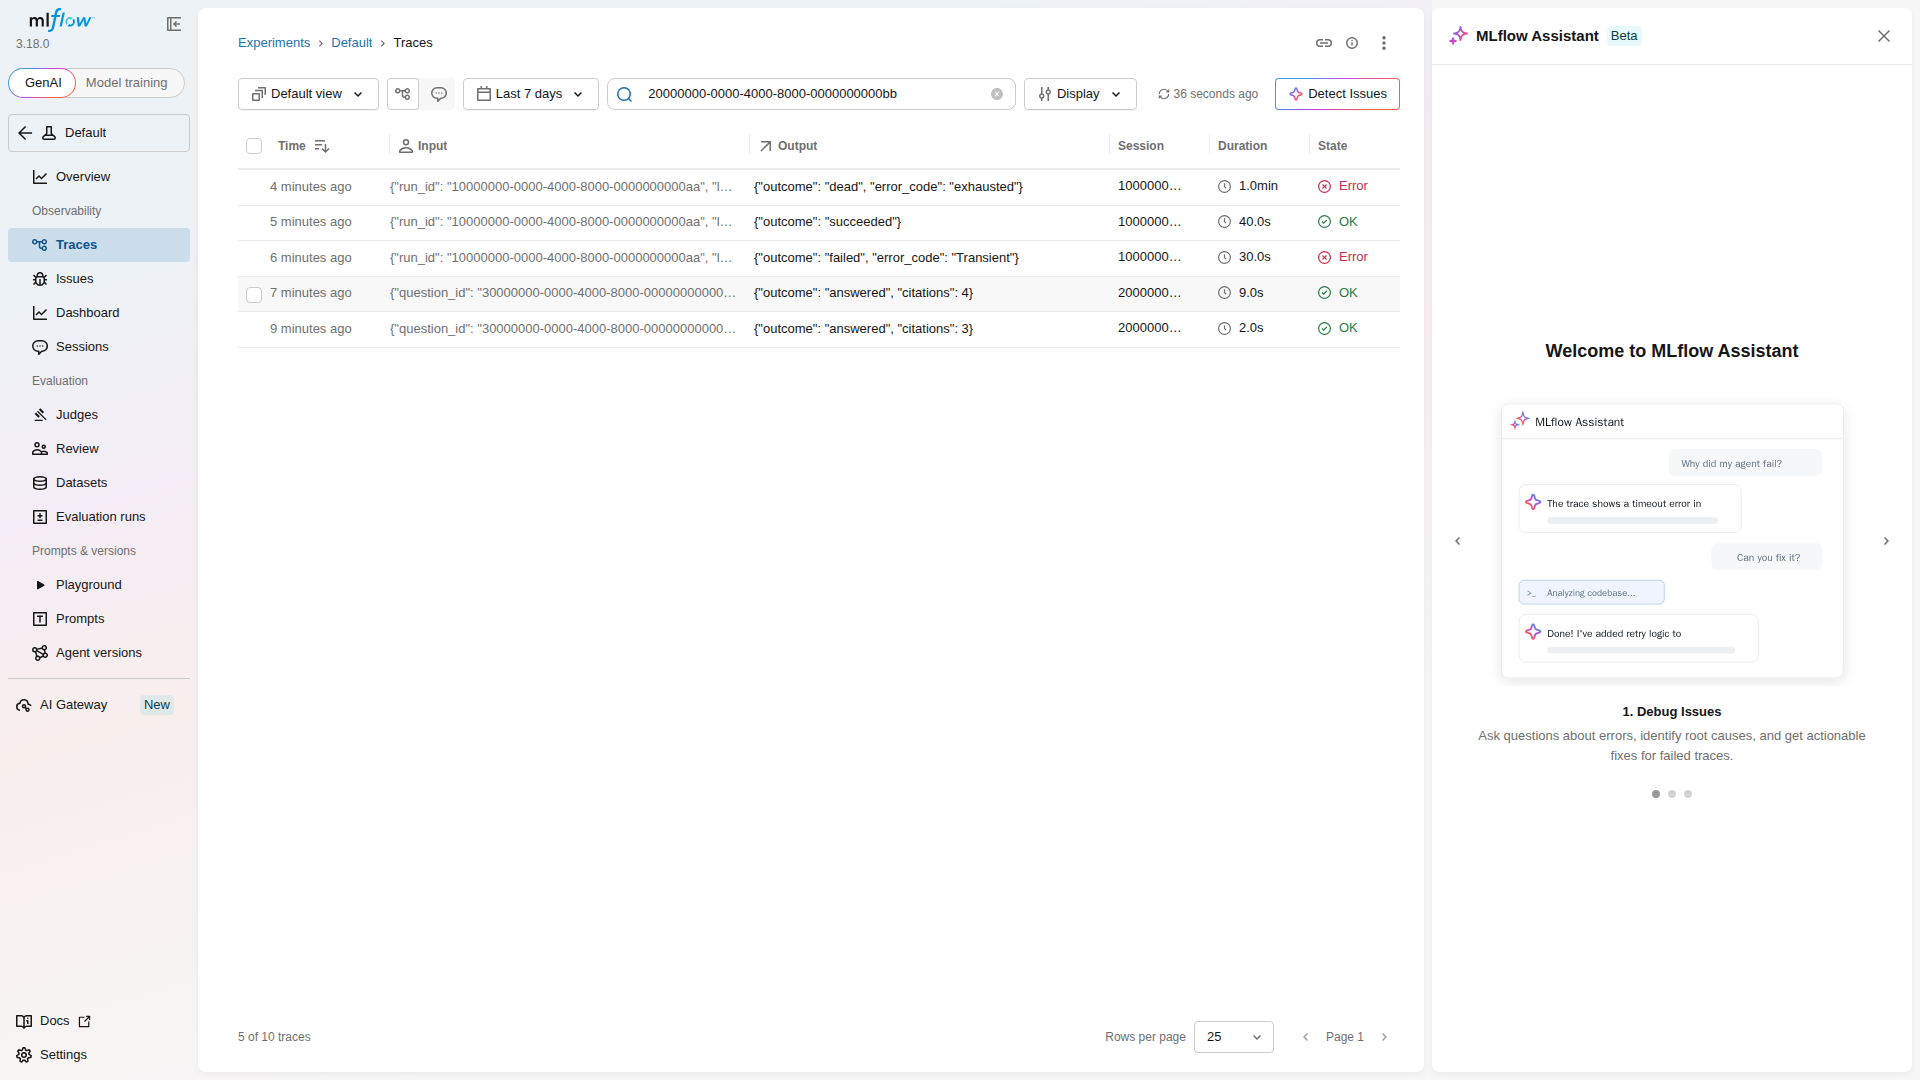 mlflow
3.18.0
GenAI
Model training
Default
Overview
Observability
Traces
Issues
Dashboard
Sessions
Evaluation
Judges
Review
Datasets
Evaluation runs
Prompts & versions
Playground
Prompts
Agent versions
AI Gateway New
Docs
Settings
Experiments › Default › Traces
Default view
Last 7 days
20000000-0000-4000-8000-0000000000bb
Display
36 seconds ago
Detect Issues
Time Input Output Session Duration State
4 minutes ago {"run_id": "10000000-0000-4000-8000-0000000000aa", "l... {"outcome": "dead", "error_code": "exhausted"} 1000000... 1.0min Error
5 minutes ago {"run_id": "10000000-0000-4000-8000-0000000000aa", "l... {"outcome": "succeeded"} 1000000... 40.0s OK
6 minutes ago {"run_id": "10000000-0000-4000-8000-0000000000aa", "l... {"outcome": "failed", "error_code": "Transient"} 1000000... 30.0s Error
7 minutes ago {"question_id": "30000000-0000-4000-8000-00000000000... {"outcome": "answered", "citations": 4} 2000000... 9.0s OK
9 minutes ago {"question_id": "30000000-0000-4000-8000-00000000000... {"outcome": "answered", "citations": 3} 2000000... 2.0s OK
5 of 10 traces
Rows per page 25
Page 1
MLflow Assistant Beta
Welcome to MLflow Assistant
MLflow Assistant
Why did my agent fail?
The trace shows a timeout error in
Can you fix it?
>_ Analyzing codebase...
Done! I've added retry logic to
1. Debug Issues
Ask questions about errors, identify root causes, and get actionable
fixes for failed traces.